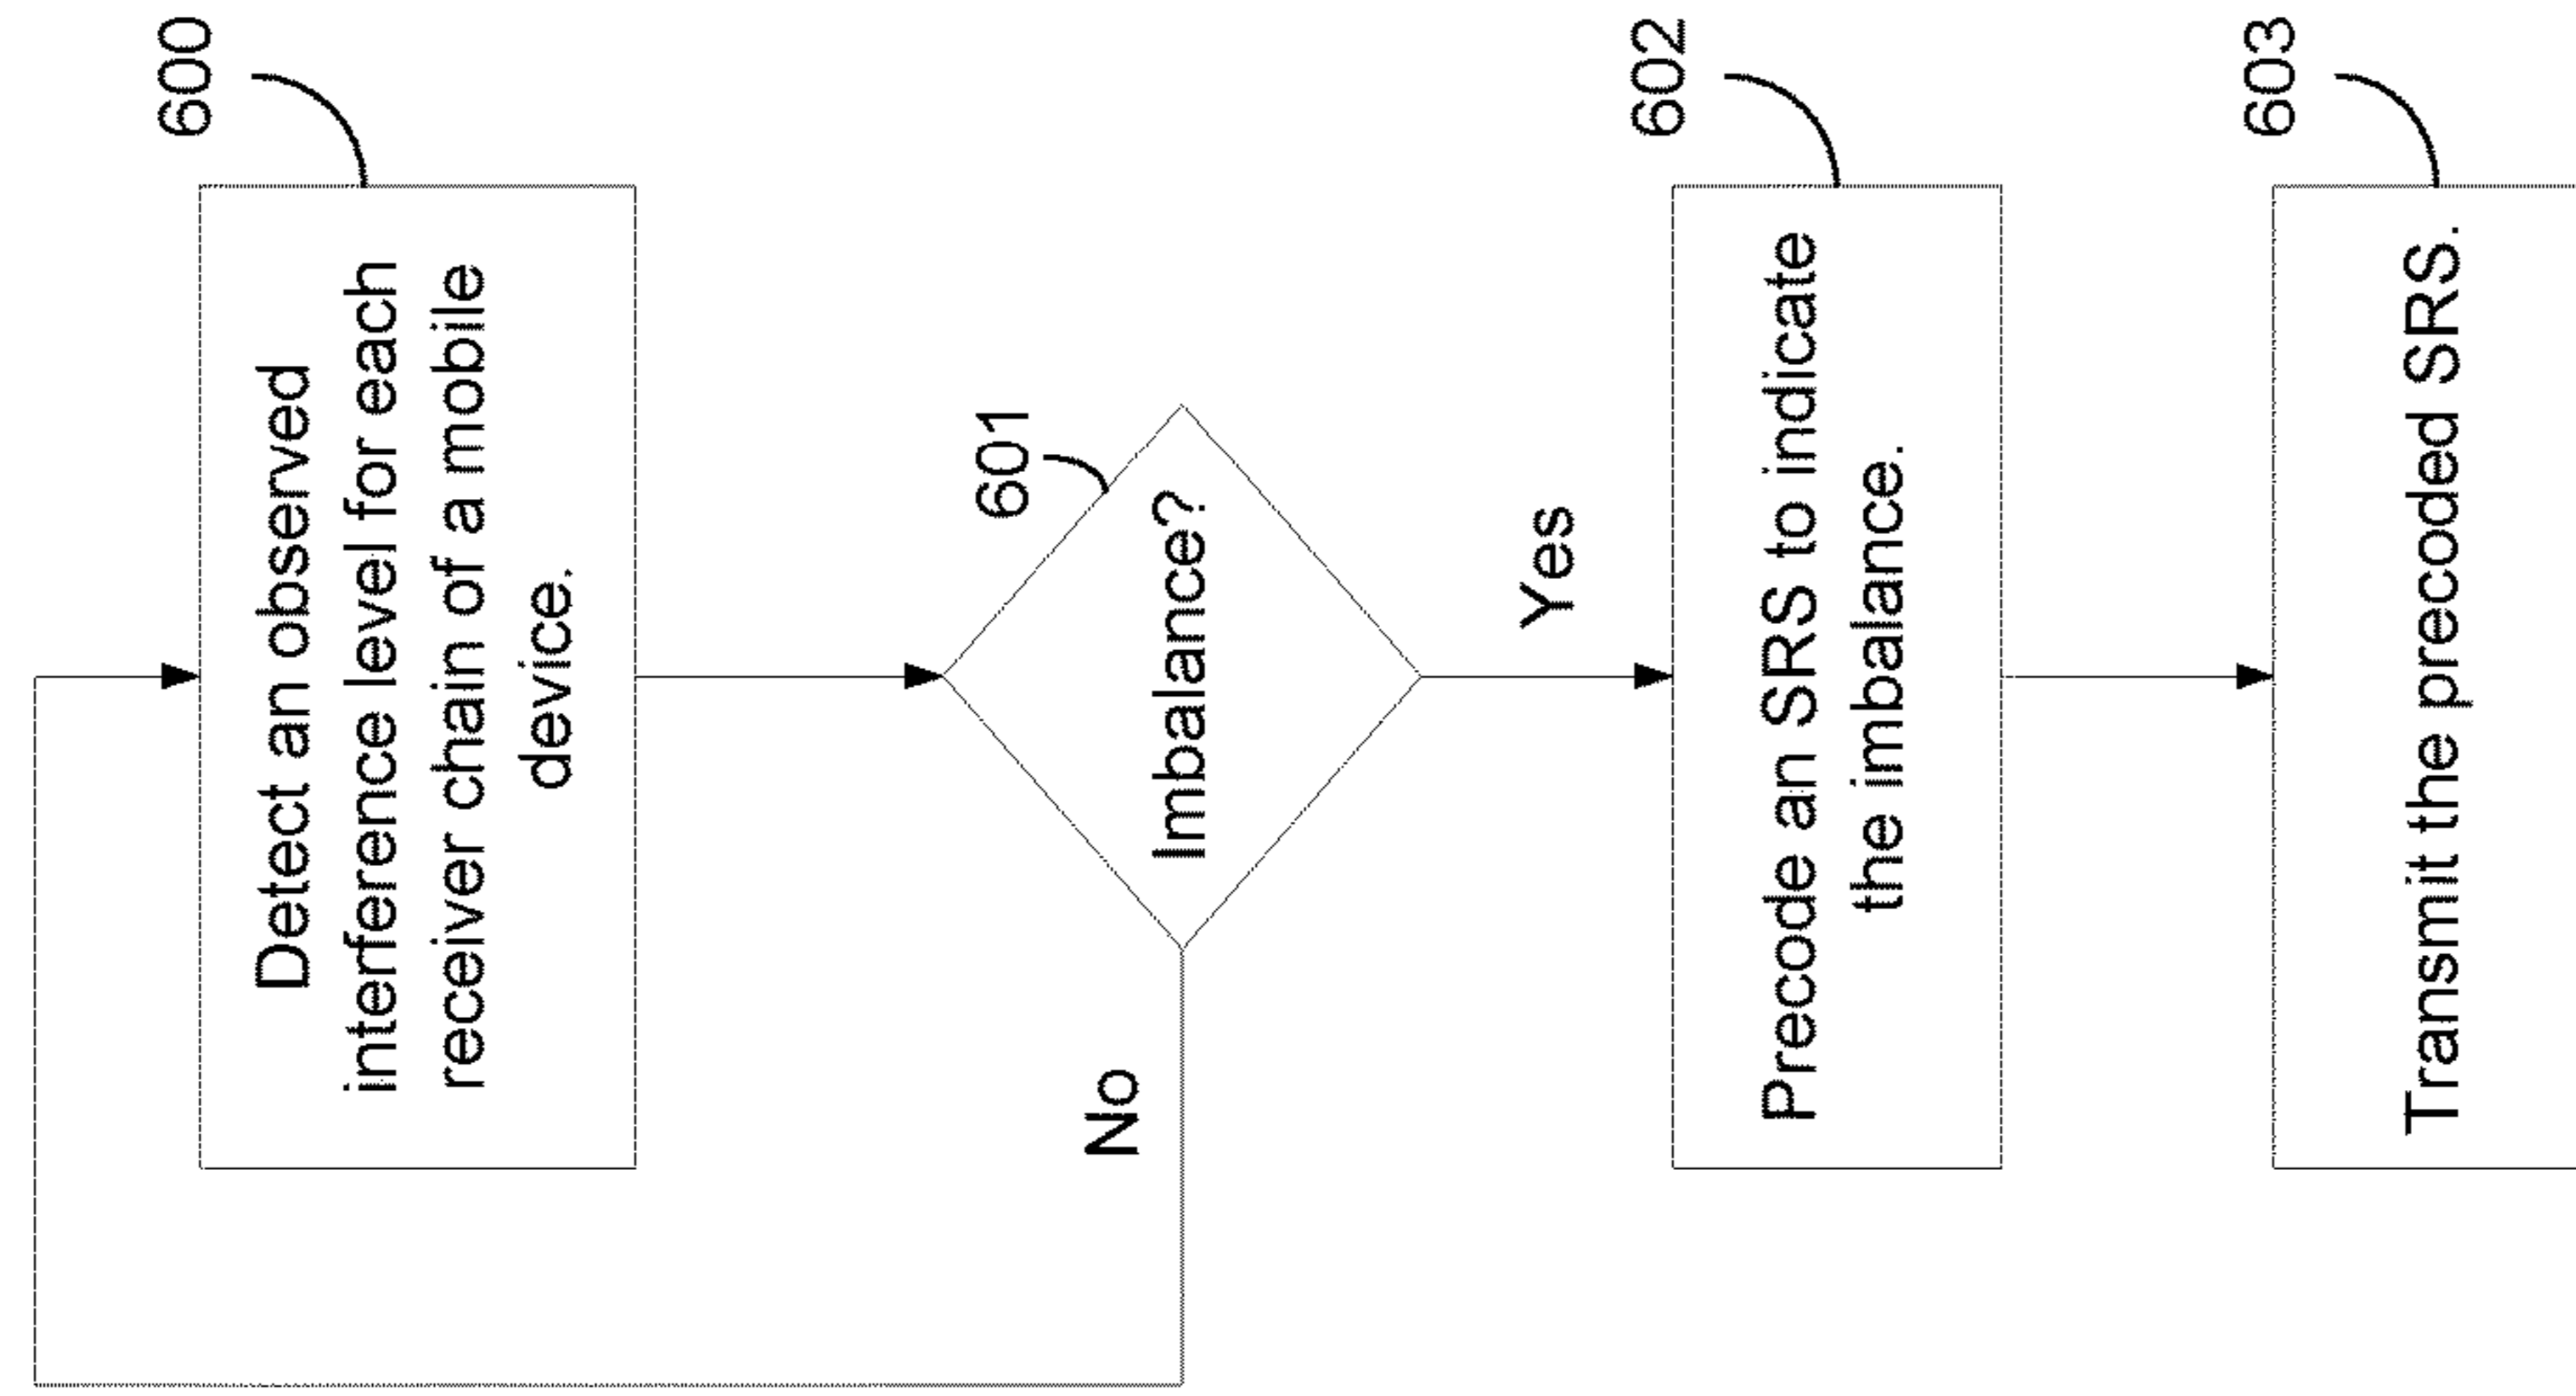 600
Detect an observed
interference level for each
receiver chain of a mobile
device.
601
Imbalance?
No
Yes
602
Precode an SRS to indicate
the imbalance.
603
Transmit the precoded SRS.